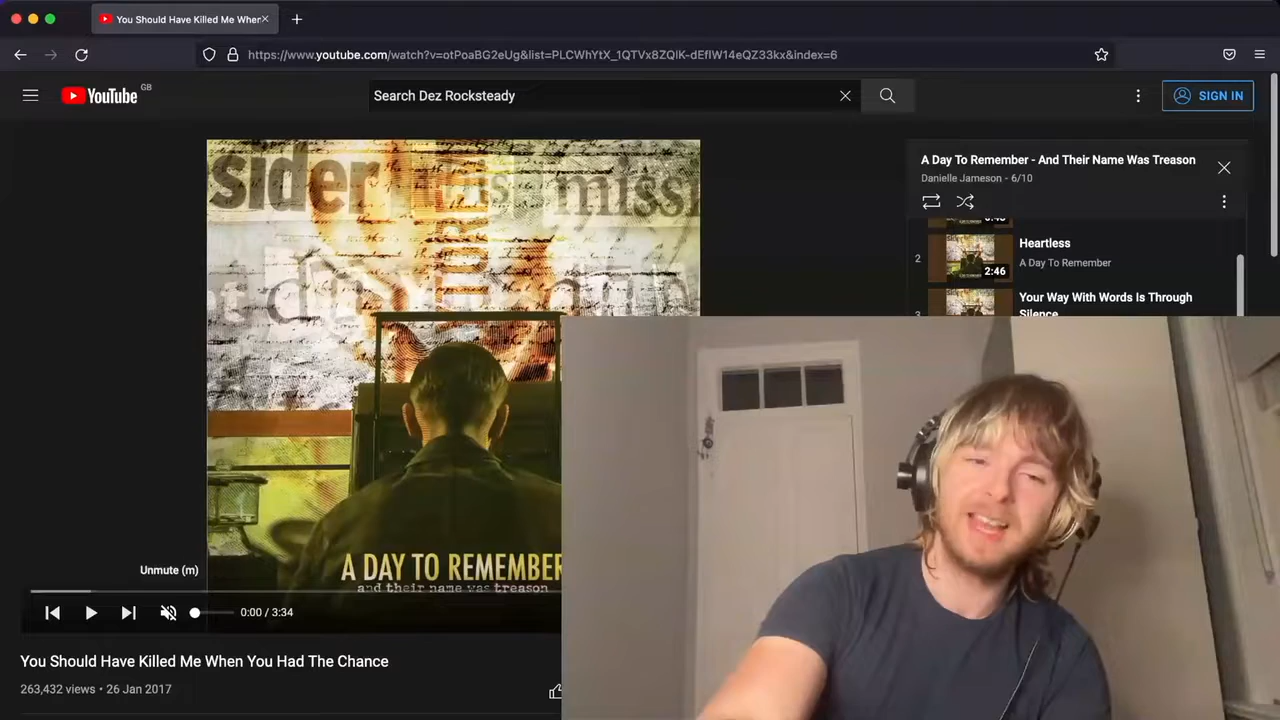 You Should Have Killed Me When
https://www.youtube.com/watch?v=otPoaBG2eUg&list=PLCWhYtX_1QTVx8ZQIK-dEfIW14eQZ33kx&index=6
YouTube GB
Search Dez Rocksteady
SIGN IN
sider this missi
A Day To Remember - And Their Name Was Treason
Danielle Jameson - 6/10
2
Heartless
A Day To Remember
2:46
Your Way With Words Is Through
Silence
A DAY TO REMEMBER
and their name was treason
Unmute (m)
0:00 / 3:34
You Should Have Killed Me When You Had The Chance
263,432 views • 26 Jan 2017